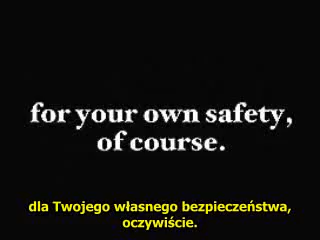 for your own safety,
of course.
dla Twojego własnego bezpieczeństwa,
oczywiście.